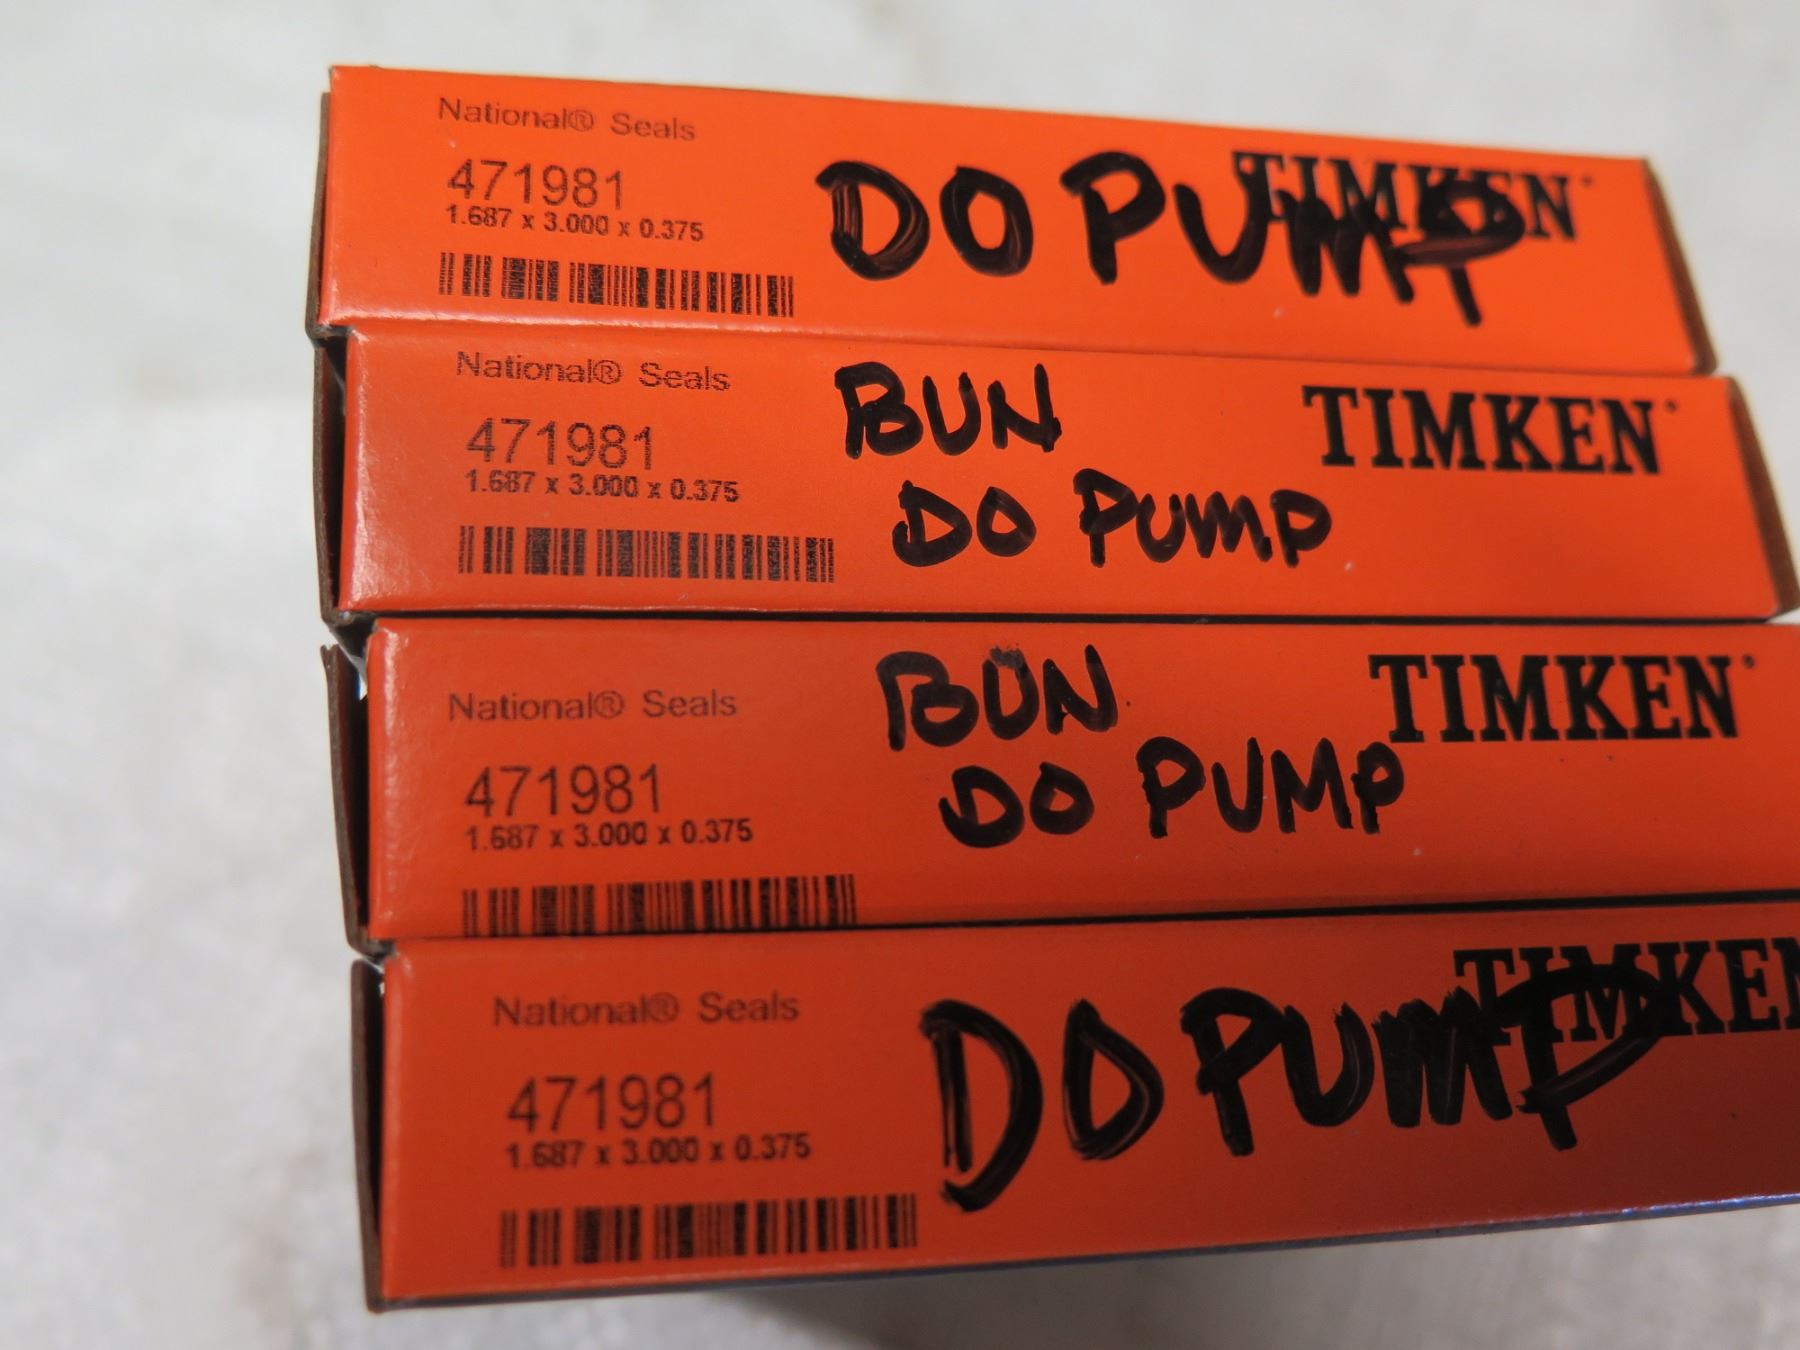 National® Seals
471981
1.687 x 3.000 x 0.375
DO PUMP
TIMKEN
National® Seals
471981
1.687 x 3.000 x 0.375
BUN
DO PUMP
TIMKEN
National® Seals
471981
1.687 x 3.000 x 0.375
BUN
DO PUMP
TIMKEN
National® Seals
471981
1.687 x 3.000 x 0.375
DO PUMP
TIMKEN